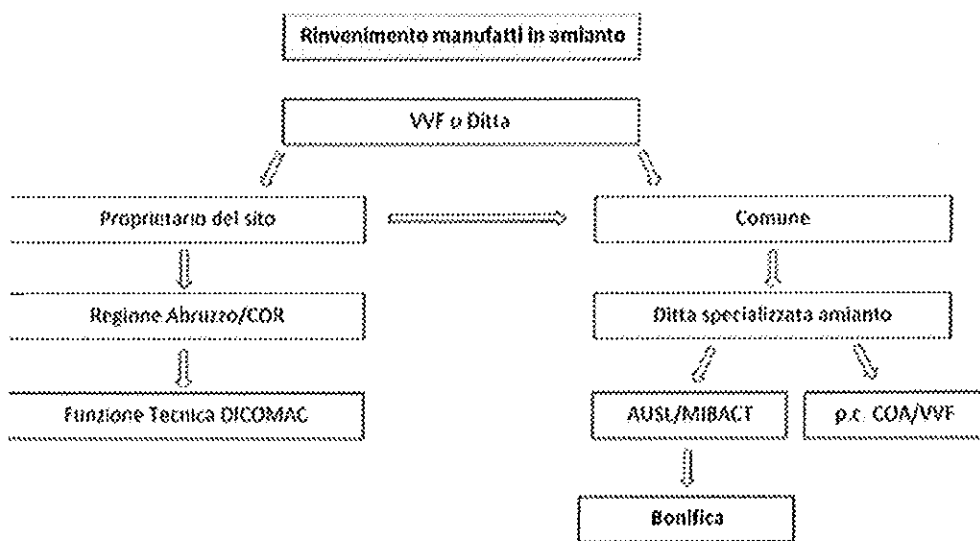 Rinvenimento manufatti in amianto
VVF o Ditta
Proprietario del sito
Comune
Regione Abruzzo/COR
Ditta specializzata amianto
Funzione Tecnica DICOMAC
AUSL/MIBACT
p.c. COA/VVF
Bonifica